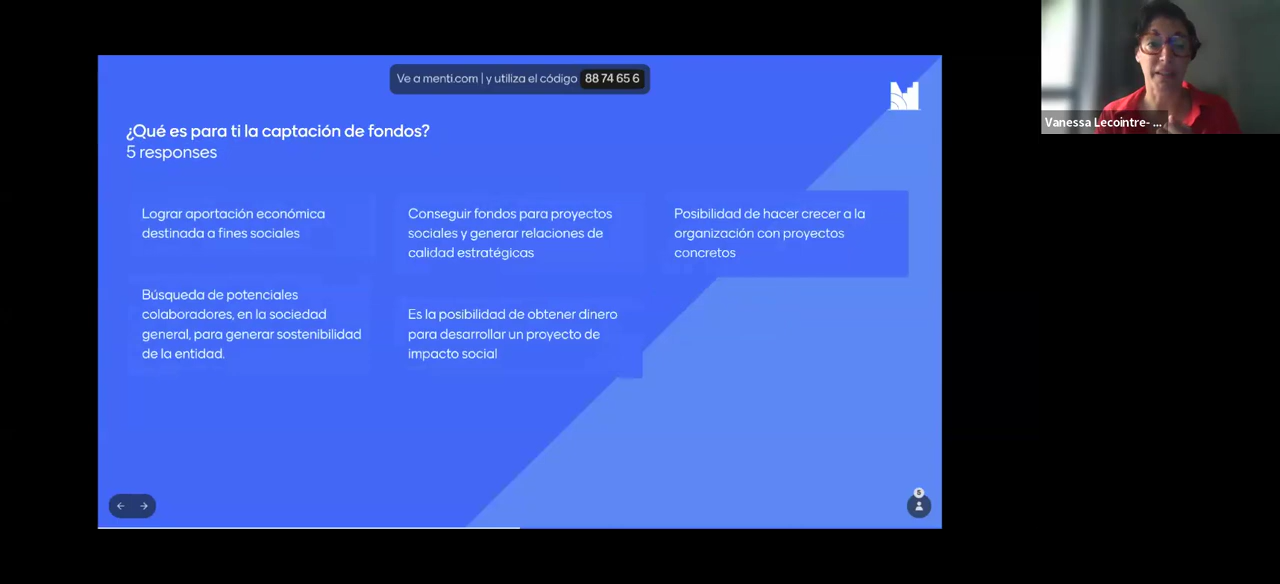 Ve a menti.com | y utiliza el código 88 74 65 6
¿Qué es para ti la captación de fondos?
5 responses
Lograr aportación económica
destinada a fines sociales
Conseguir fondos para proyectos
sociales y generar relaciones de
calidad estratégicas
Posibilidad de hacer crecer a la
organización con proyectos
concretos
Búsqueda de potenciales
colaboradores, en la sociedad
general, para generar sostenibilidad
de la entidad.
Es la posibilidad de obtener dinero
para desarrollar un proyecto de
impacto social
5
Vanessa Lecointre- ...